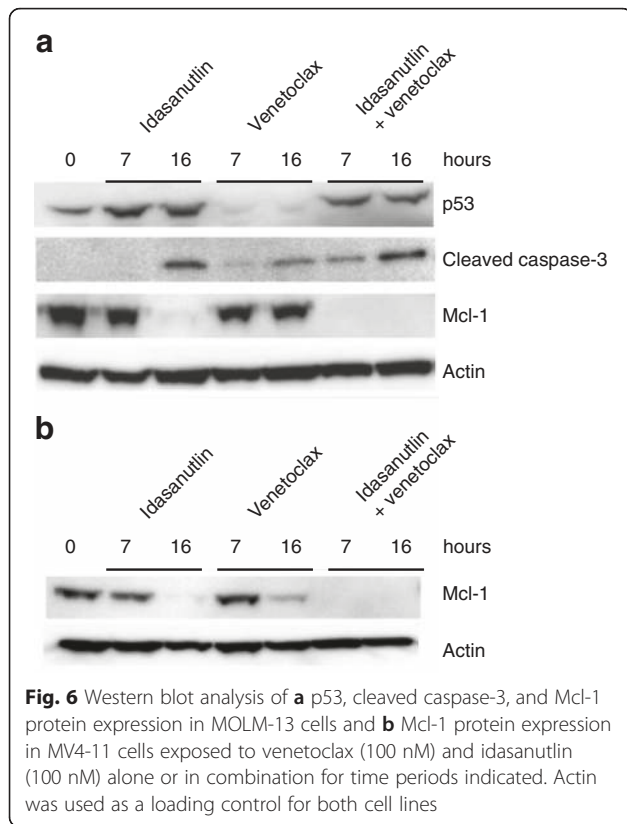 a
Idasanutlin
Venetoclax
Idasanutlin
+ venetoclax
0 7 16 7 16 7 16 hours
p53
Cleaved caspase-3
Mcl-1
Actin
b
Idasanutlin
Venetoclax
Idasanutlin
+ venetoclax
0 7 16 7 16 7 16 hours
Mcl-1
Actin
Fig. 6 Western blot analysis of a p53, cleaved caspase-3, and Mcl-1
protein expression in MOLM-13 cells and b Mcl-1 protein expression
in MV4-11 cells exposed to venetoclax (100 nM) and idasanutlin
(100 nM) alone or in combination for time periods indicated. Actin
was used as a loading control for both cell lines